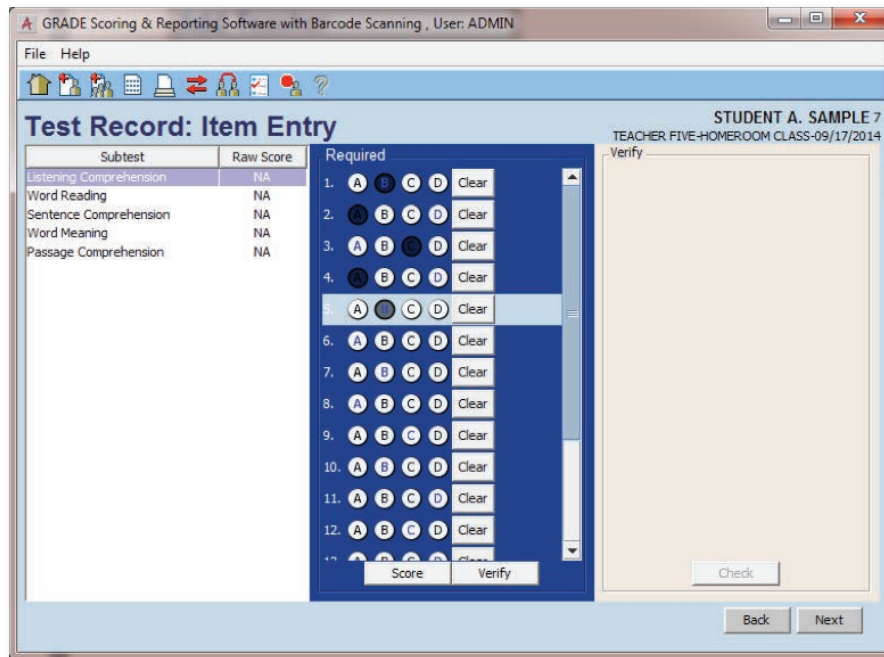 GRADE Scoring & Reporting Software with Barcode Scanning , User: ADMIN
File Help
Test Record: Item Entry
STUDENT A. SAMPLE 7
TEACHER FIVE-HOMEROOM CLASS-09/17/2014
Subtest Raw Score
Listening Comprehension NA
Word Reading NA
Sentence Comprehension NA
Word Meaning NA
Passage Comprehension NA
Required
1. A B C D Clear
2. A B C D Clear
3. A B C D Clear
4. A B C D Clear
5. A B C D Clear
6. A B C D Clear
7. A B C D Clear
8. A B C D Clear
9. A B C D Clear
10. A B C D Clear
11. A B C D Clear
12. A B C D Clear
Score Verify
Verify
Check
Back Next